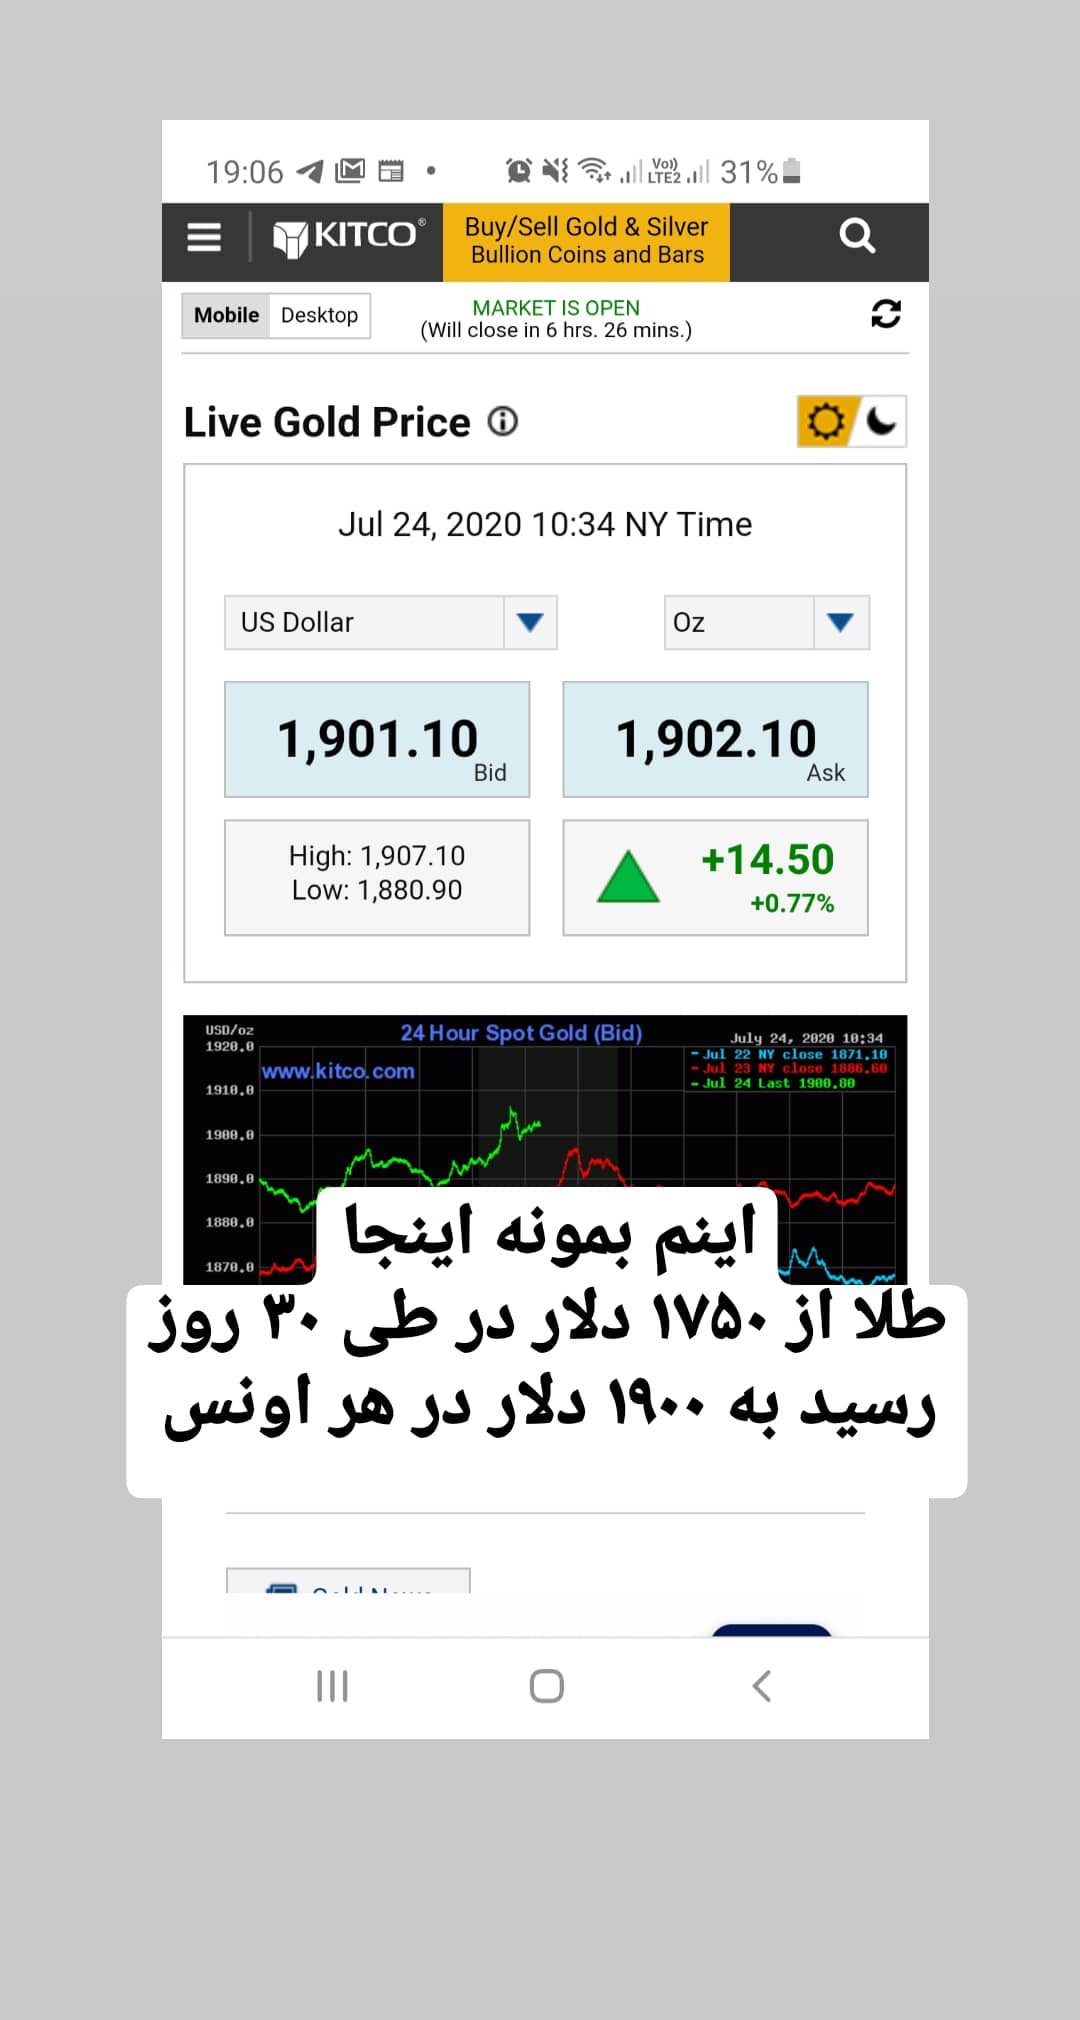 19:06
Vo))
LTE2
31%
KITCO®
Buy/Sell Gold & Silver
Bullion Coins and Bars
Mobile Desktop
MARKET IS OPEN
(Will close in 6 hrs. 26 mins.)
Live Gold Price
Jul 24, 2020 10:34 NY Time
US Dollar
Oz
1,901.10
Bid
1,902.10
Ask
High: 1,907.10
Low: 1,880.90
+14.50
+0.77%
USD/oz
24 Hour Spot Gold (Bid)
July 24, 2020 10:34
www.kitco.com
Jul 22 NY close 1871.10
Jul 23 NY close 1886.60
Jul 24 Last 1900.80
1920.0
1910.0
1900.0
1890.0
1880.0
1870.0
اینم بمونه اینجا
طلا از ۱۷۵۰ دلار در طی ۳۰ روز
رسید به ۱۹۰۰ دلار در هر اونس